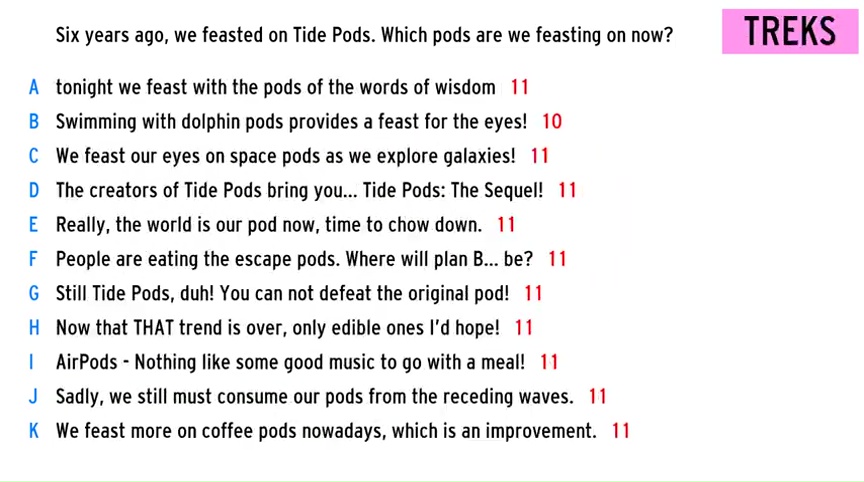 Six years ago, we feasted on Tide Pods. Which pods are we feasting on now?
TREKS
A tonight we feast with the pods of the words of wisdom 11
B Swimming with dolphin pods provides a feast for the eyes! 10
C We feast our eyes on space pods as we explore galaxies! 11
D The creators of Tide Pods bring you... Tide Pods: The Sequel! 11
E Really, the world is our pod now, time to chow down. 11
F People are eating the escape pods. Where will plan B... be? 11
G Still Tide Pods, duh! You can not defeat the original pod! 11
H Now that THAT trend is over, only edible ones I'd hope! 11
I AirPods - Nothing like some good music to go with a meal! 11
J Sadly, we still must consume our pods from the receding waves. 11
K We feast more on coffee pods nowadays, which is an improvement. 11